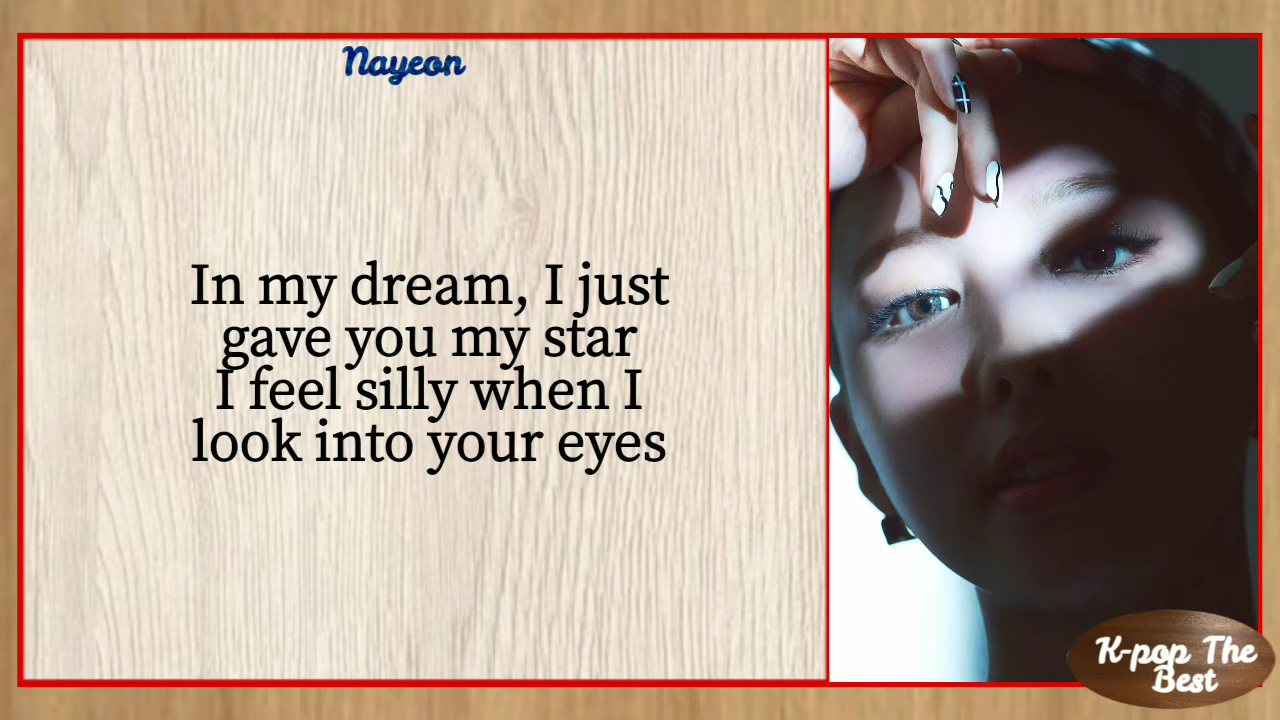 Nayeon
In my dream, I just
gave you my star
I feel silly when I
look into your eyes
K-pop The
Best